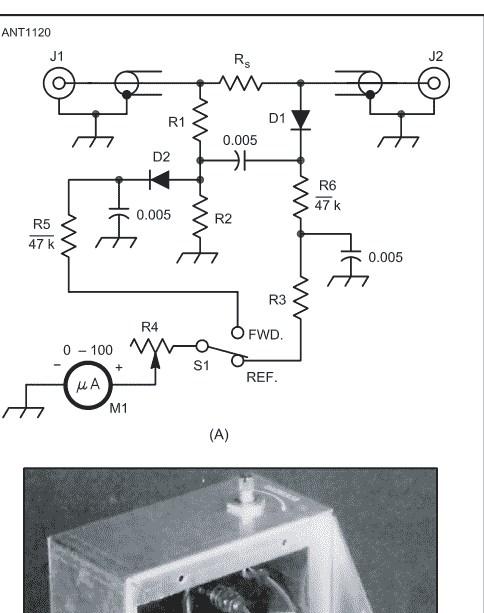 ANT1120
J1
Rs
J2
R1
D1
0.005
D2
R6
47 k
0.005
R2
R5
47 k
0.005
R3
FWD.
R4
0 – 100
S1
REF.
– +
μA
M1
(A)